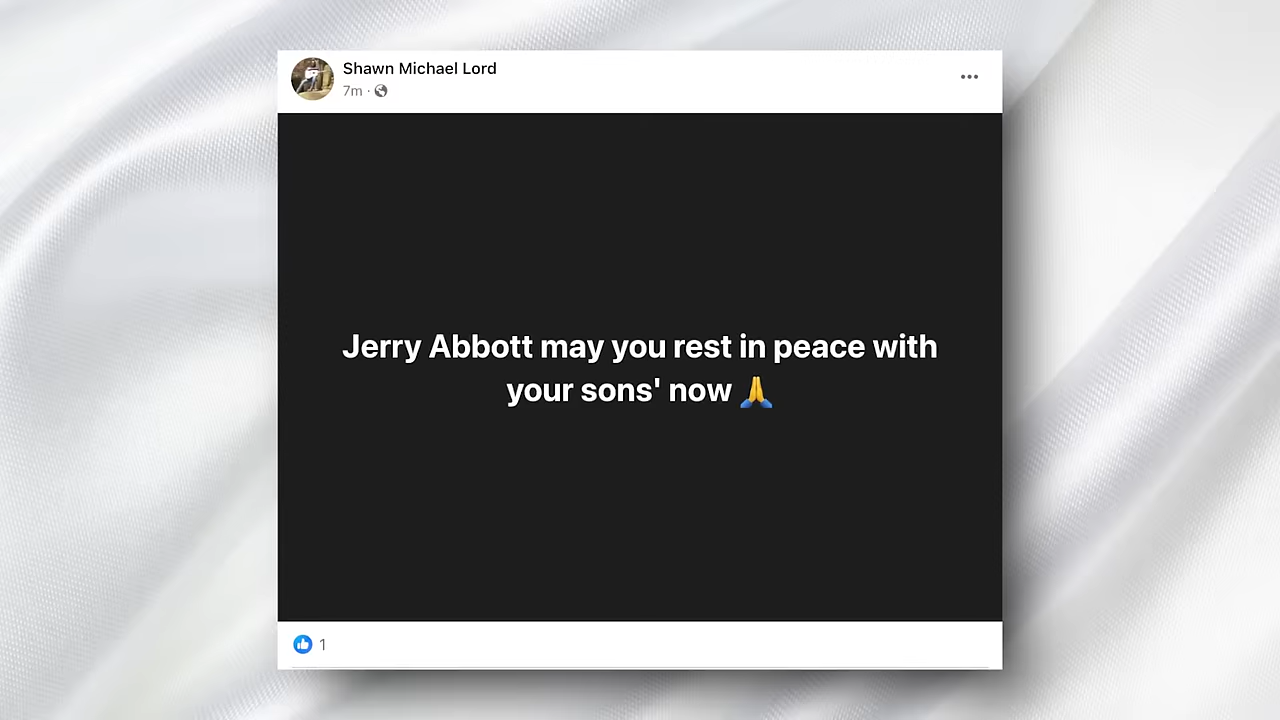 Shawn Michael Lord
7m ·
Jerry Abbott may you rest in peace with
your sons' now 🙏
1